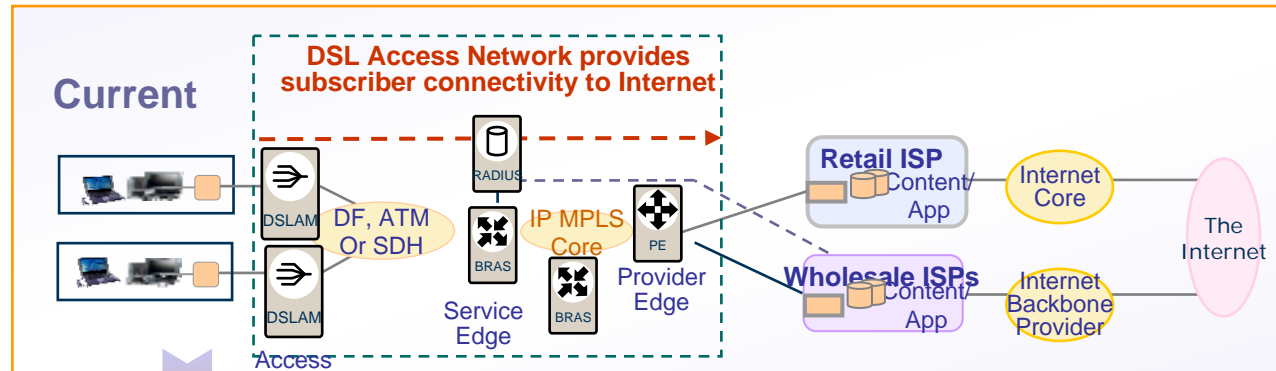 DSL Access Network provides
subscriber connectivity to Internet
Current
RADIUS
DSLAM
DF, ATM
Or SDH
BRAS
IP MPLS
Core
PE
Provider
Edge
Service
Edge
BRAS
DSLAM
Access
Retail ISP
Content/
App
Internet
Core
The
Internet
Wholesale ISPs
Content/
App
Internet
Backbone
Provider